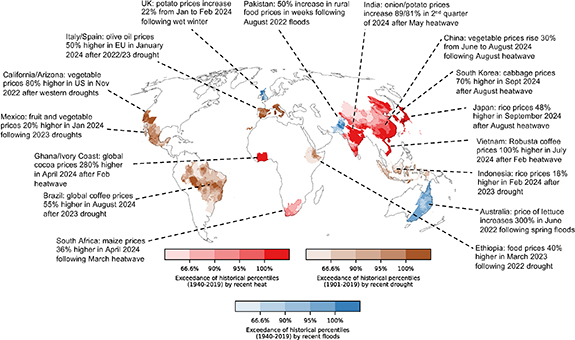 UK: potato prices increase
22% from Jan to Feb 2024
following wet winter
Pakistan: 50% increase in rural
food prices in weeks following
August 2022 floods
India: onion/potato prices
increase 89/81% in 2nd quarter
of 2024 after May heatwave
Italy/Spain: olive oil prices
50% higher in EU in January
2024 after 2022/23 drought
China: vegetable prices rise 30%
from June to August 2024
following August heatwave
California/Arizona: vegetable
prices 80% higher in US in Nov
2022 after western droughts
South Korea: cabbage prices
70% higher in Sept 2024
after August heatwave
Mexico: fruit and vegetable
prices 20% higher in Jan 2024
following 2023 droughts
Japan: rice prices 48%
higher in September 2024
after August heatwave
Ghana/Ivory Coast: global
cocoa prices 280% higher
in April 2024 after Feb
heatwave
Vietnam: Robusta coffee
prices 100% higher in July
2024 after Feb heatwave
Brazil: global coffee prices
55% higher in August 2024
after 2023 drought
Indonesia: rice prices 16%
higher in Feb 2024 after
2023 drought
Australia: price of lettuce
increases 300% in June
2022 following spring floods
South Africa: maize prices
36% higher in April 2024
following March heatwave
Ethiopia: food prices 40%
higher in March 2023
following 2022 drought
66.6% 90% 95% 100%
Exceedance of historical percentiles
(1940-2019) by recent heat
66.6% 90% 95% 100%
Exceedance of historical percentiles
(1901-2019) by recent drought
66.6% 90% 95% 100%
Exceedance of historical percentiles
(1940-2019) by recent floods